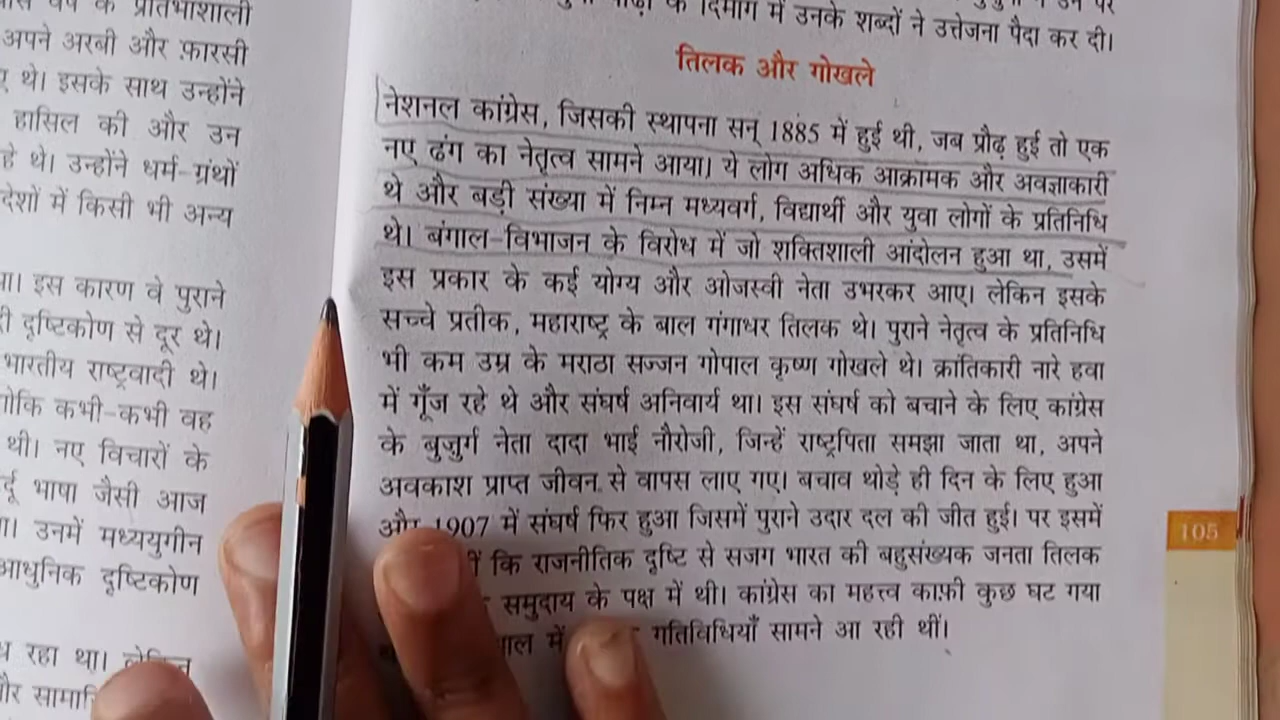 प्रतिभाशाली
अपने अरबी और फ़ारसी
थे। इसके साथ उन्होंने
हासिल की और उन
थे। उन्होंने धर्म-ग्रंथों
देशों में किसी भी अन्य
इस कारण वे पुराने
दृष्टिकोण से दूर थे।
भारतीय राष्ट्रवादी थे।
कभी-कभी वह
थी। नए विचारों के
भाषा जैसी आज
उनमें मध्ययुगीन
आधुनिक दृष्टिकोण
रहा था।
के दिमाग में उनके शब्दों ने उत्तेजना पैदा कर दी।
तिलक और गोखले
नेशनल कांग्रेस, जिसकी स्थापना सन् 1885 में हुई थी, जब प्रौढ़ हुई तो एक
नए ढंग का नेतृत्व सामने आया। ये लोग अधिक आक्रामक और अवज्ञाकारी
थे और बड़ी संख्या में निम्न मध्यवर्ग, विद्यार्थी और युवा लोगों के प्रतिनिधि
थे। बंगाल-विभाजन के विरोध में जो शक्तिशाली आंदोलन हुआ था, उसमें
इस प्रकार के कई योग्य और ओजस्वी नेता उभरकर आए। लेकिन इसके
सच्चे प्रतीक, महाराष्ट्र के बाल गंगाधर तिलक थे। पुराने नेतृत्व के प्रतिनिधि
भी कम उम्र के मराठा सज्जन गोपाल कृष्ण गोखले थे। क्रांतिकारी नारे हवा
में गूँज रहे थे और संघर्ष अनिवार्य था। इस संघर्ष को बचाने के लिए कांग्रेस
के बुज़ुर्ग नेता दादा भाई नौरोजी, जिन्हें राष्ट्रपिता समझा जाता था, अपने
अवकाश प्राप्त जीवन से वापस लाए गए। बचाव थोड़े ही दिन के लिए हुआ
और 1907 में संघर्ष फिर हुआ जिसमें पुराने उदार दल की जीत हुई। पर इसमें
कि राजनीतिक दृष्टि से सजग भारत की बहुसंख्यक जनता तिलक
समुदाय के पक्ष में थी। कांग्रेस का महत्त्व काफ़ी कुछ घट गया
में गतिविधियाँ सामने आ रही थीं।
105